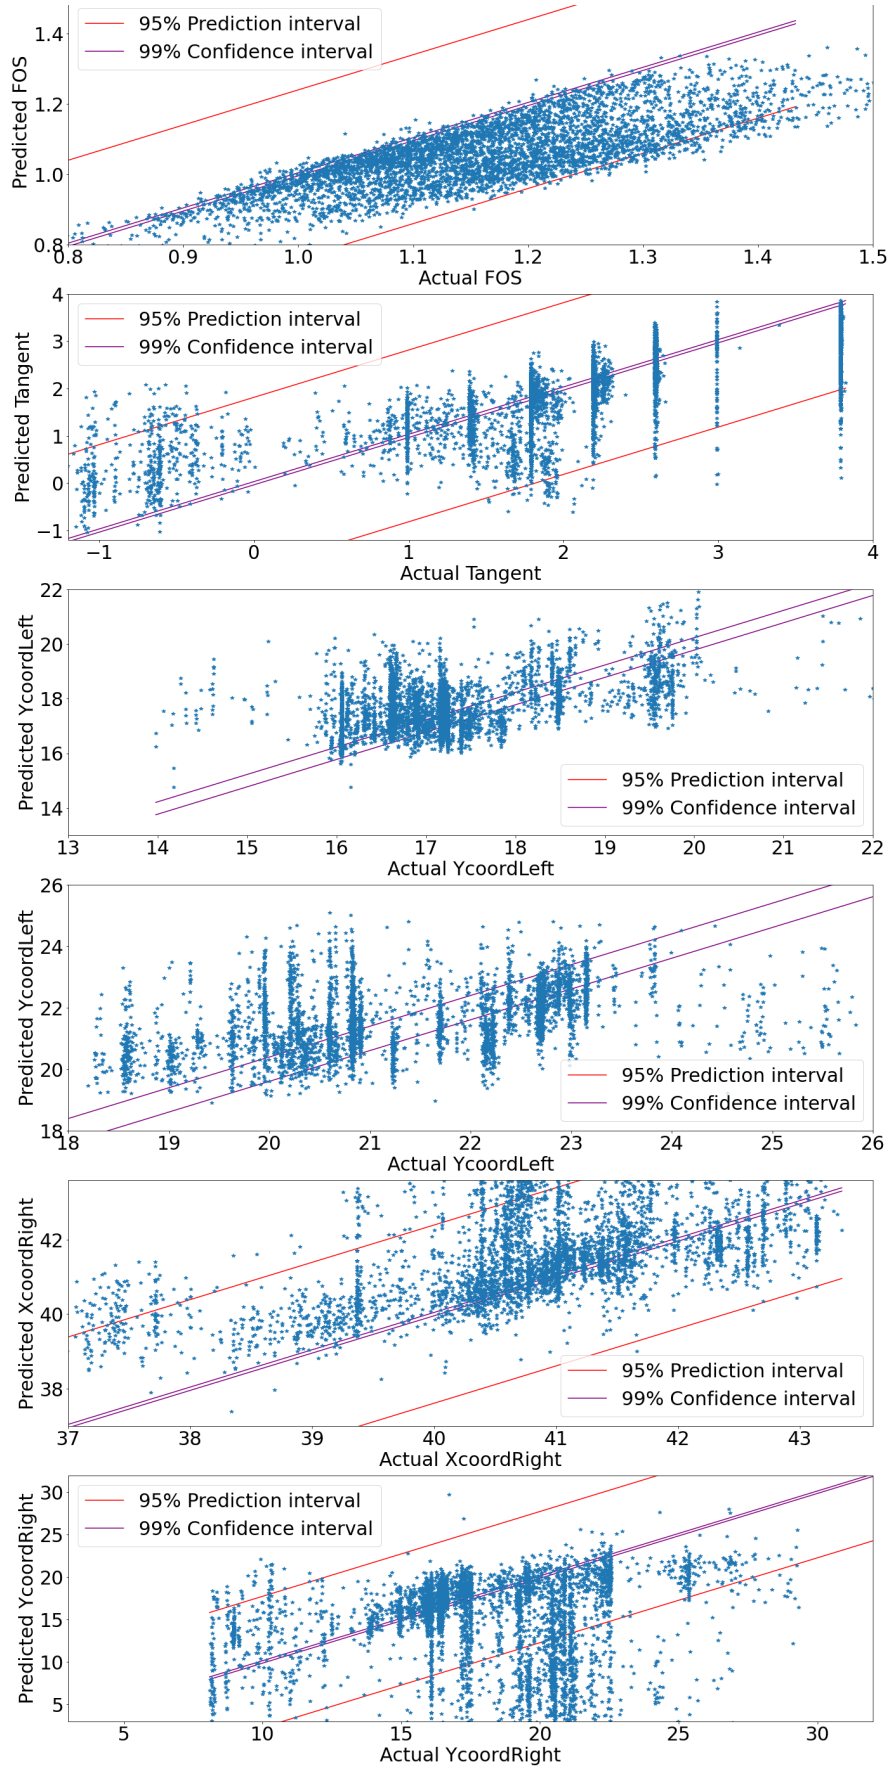 95% Prediction interval
99% Confidence interval
Predicted FOS
1.4
1.2
1.0
0.8
0.8 0.9 1.0 1.1 1.2 1.3 1.4 1.5
Actual FOS
95% Prediction interval
99% Confidence interval
Predicted Tangent
4
3
2
1
0
−1
−1 0 1 2 3 4
Actual Tangent
Predicted YcoordLeft
22
20
18
16
14
95% Prediction interval
99% Confidence interval
13 14 15 16 17 18 19 20 21 22
Actual YcoordLeft
Predicted YcoordLeft
26
24
22
20
18
95% Prediction interval
99% Confidence interval
18 19 20 21 22 23 24 25 26
Actual YcoordLeft
Predicted XcoordRight
42
40
38
95% Prediction interval
99% Confidence interval
37 38 39 40 41 42 43
Actual XcoordRight
95% Prediction interval
99% Confidence interval
Predicted YcoordRight
30
25
20
15
10
5
5 10 15 20 25 30
Actual YcoordRight